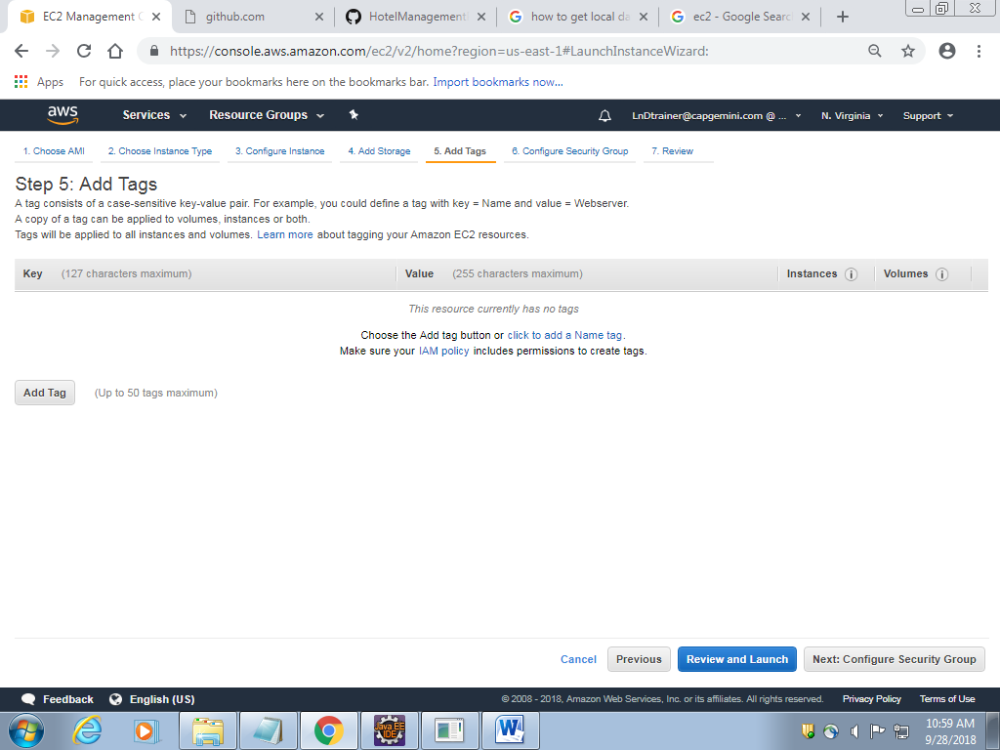 EC2 Management C
github.com
HotelManagement
how to get local da
ec2 - Google Searc
https://console.aws.amazon.com/ec2/v2/home?region=us-east-1#LaunchInstanceWizard:
Apps For quick access, place your bookmarks here on the bookmarks bar. Import bookmarks now...
aws Services Resource Groups LnDtrainer@capgemini.com @ ... N. Virginia Support
1. Choose AMI 2. Choose Instance Type 3. Configure Instance 4. Add Storage 5. Add Tags 6. Configure Security Group 7. Review
Step 5: Add Tags
A tag consists of a case-sensitive key-value pair. For example, you could define a tag with key = Name and value = Webserver.
A copy of a tag can be applied to volumes, instances or both.
Tags will be applied to all instances and volumes. Learn more about tagging your Amazon EC2 resources.
Key (127 characters maximum) Value (255 characters maximum) Instances i Volumes i
This resource currently has no tags
Choose the Add tag button or click to add a Name tag.
Make sure your IAM policy includes permissions to create tags.
Add Tag (Up to 50 tags maximum)
Cancel Previous Review and Launch Next: Configure Security Group
Feedback English (US) © 2008 - 2018, Amazon Web Services, Inc. or its affiliates. All rights reserved. Privacy Policy Terms of Use
Java EE
IDE
10:59 AM
9/28/2018